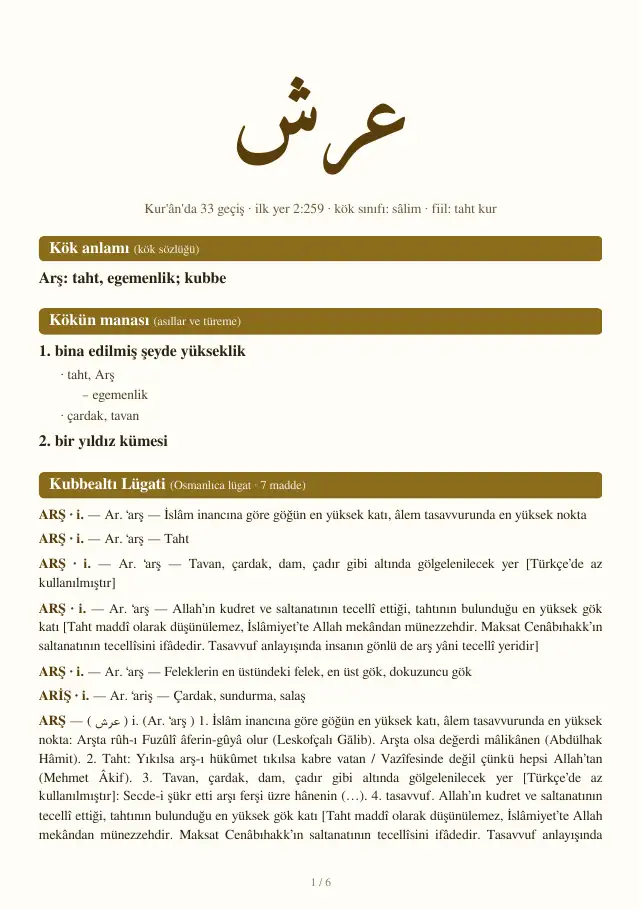 عرش
Kur'ân'da 33 geçiş · ilk yer 2:259 · kök sınıfı: sâlim · fiil: taht kur
Kök anlamı (kök sözlüğü)
Arş: taht, egemenlik; kubbe
Kökün manası (asıllar ve türeme)
1. bina edilmiş şeyde yükseklik
· taht, Arş
– egemenlik
· çardak, tavan
2. bir yıldız kümesi
Kubbealtı Lügati (Osmanlıca lügat · 7 madde)
ARŞ · i. — Ar. ‘arş — İslâm inancına göre göğün en yüksek katı, âlem tasavvurunda en yüksek nokta
ARŞ · i. — Ar. ‘arş — Taht
ARŞ · i. — Ar. ‘arş — Tavan, çardak, dam, çadır gibi altında gölgelenilecek yer [Türkçe’de az
kullanılmıştır]
ARŞ · i. — Ar. ‘arş — Allah’ın kudret ve saltanatının tecellî ettiği, tahtının bulunduğu en yüksek gök
katı [Taht maddî olarak düşünülemez, İslâmiyet’te Allah mekândan münezzehdir. Maksat Cenâbıhakk’ın
saltanatının tecellîsini ifâdedir. Tasavvuf anlayışında insanın gönlü de arş yâni tecellî yeridir]
ARŞ · i. — Ar. ‘arş — Feleklerin en üstündeki felek, en üst gök, dokuzuncu gök
ARİŞ · i. — Ar. ‘ariş — Çardak, sundurma, salaş
ARŞ — ( عرش ) i. (Ar. ‘arş ) 1. İslâm inancına göre göğün en yüksek katı, âlem tasavvurunda en yüksek
nokta: Arşta rûh-ı Fuzûlî âferin-gûyâ olur (Leskofçalı Gālib). Arşta olsa değerdi mâlikânen (Abdülhak
Hâmit). 2. Taht: Yıkılsa arş-ı hükûmet tıkılsa kabre vatan / Vazîfesinde değil çünkü hepsi Allah’tan
(Mehmet Âkif). 3. Tavan, çardak, dam, çadır gibi altında gölgelenilecek yer [Türkçe’de az
kullanılmıştır]: Secde-i şükr etti arşı ferşi üzre hânenin (…). 4. tasavvuf. Allah’ın kudret ve saltanatının
tecellî ettiği, tahtının bulunduğu en yüksek gök katı [Taht maddî olarak düşünülemez, İslâmiyet’te Allah
mekândan münezzehdir. Maksat Cenâbıhakk’ın saltanatının tecellîsini ifâdedir. Tasavvuf anlayışında
1 / 6